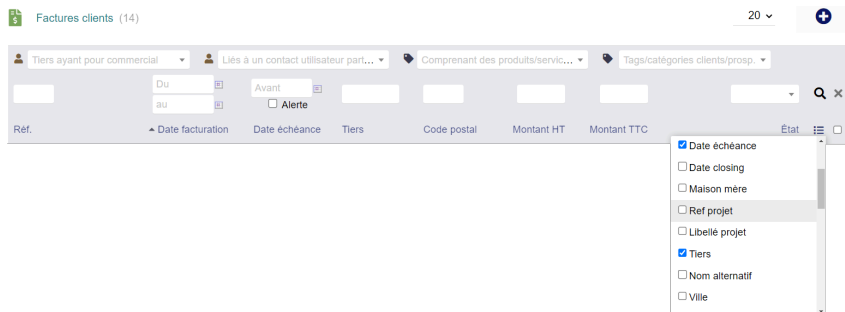 Factures clients (14)
20
Tiers ayant pour commercial
Liés à un contact utilisateur part...
Comprenant des produits/servic...
Tags/catégories clients/prosp.
Du
au
Avant
Alerte
Réf.
Date facturation
Date échéance
Tiers
Code postal
Montant HT
Montant TTC
État
Date échéance
Date closing
Maison mère
Ref projet
Libellé projet
Tiers
Nom alternatif
Ville